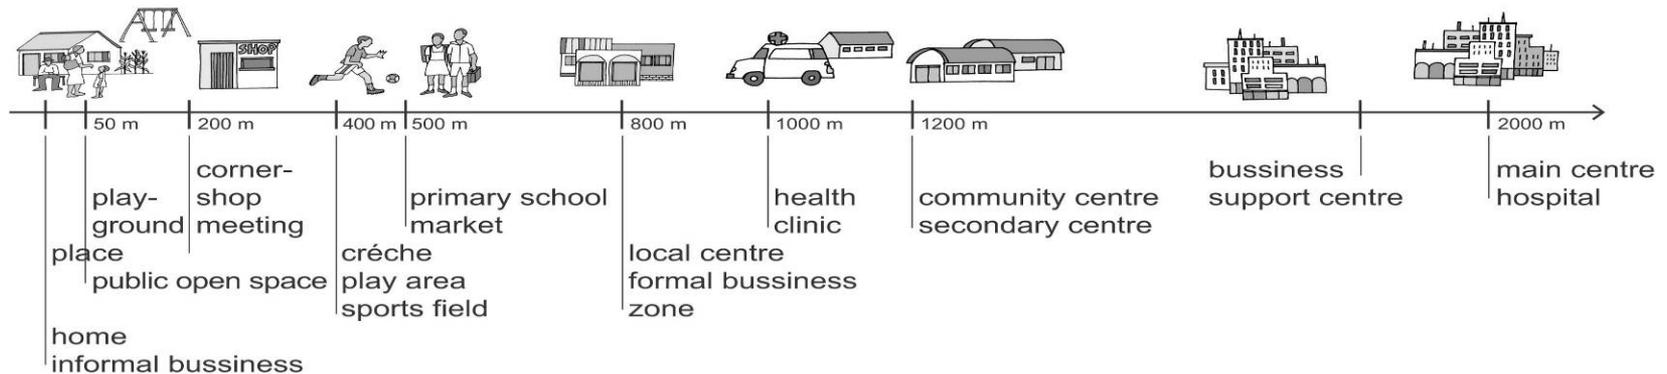 SHOP
50 m
200 m
400 m
500 m
800 m
1000 m
1200 m
2000 m
corner-
shop
meeting
play-
ground
place
public open space
home
informal bussiness
créche
play area
sports field
primary school
market
local centre
formal bussiness
zone
health
clinic
community centre
secondary centre
bussiness
support centre
main centre
hospital